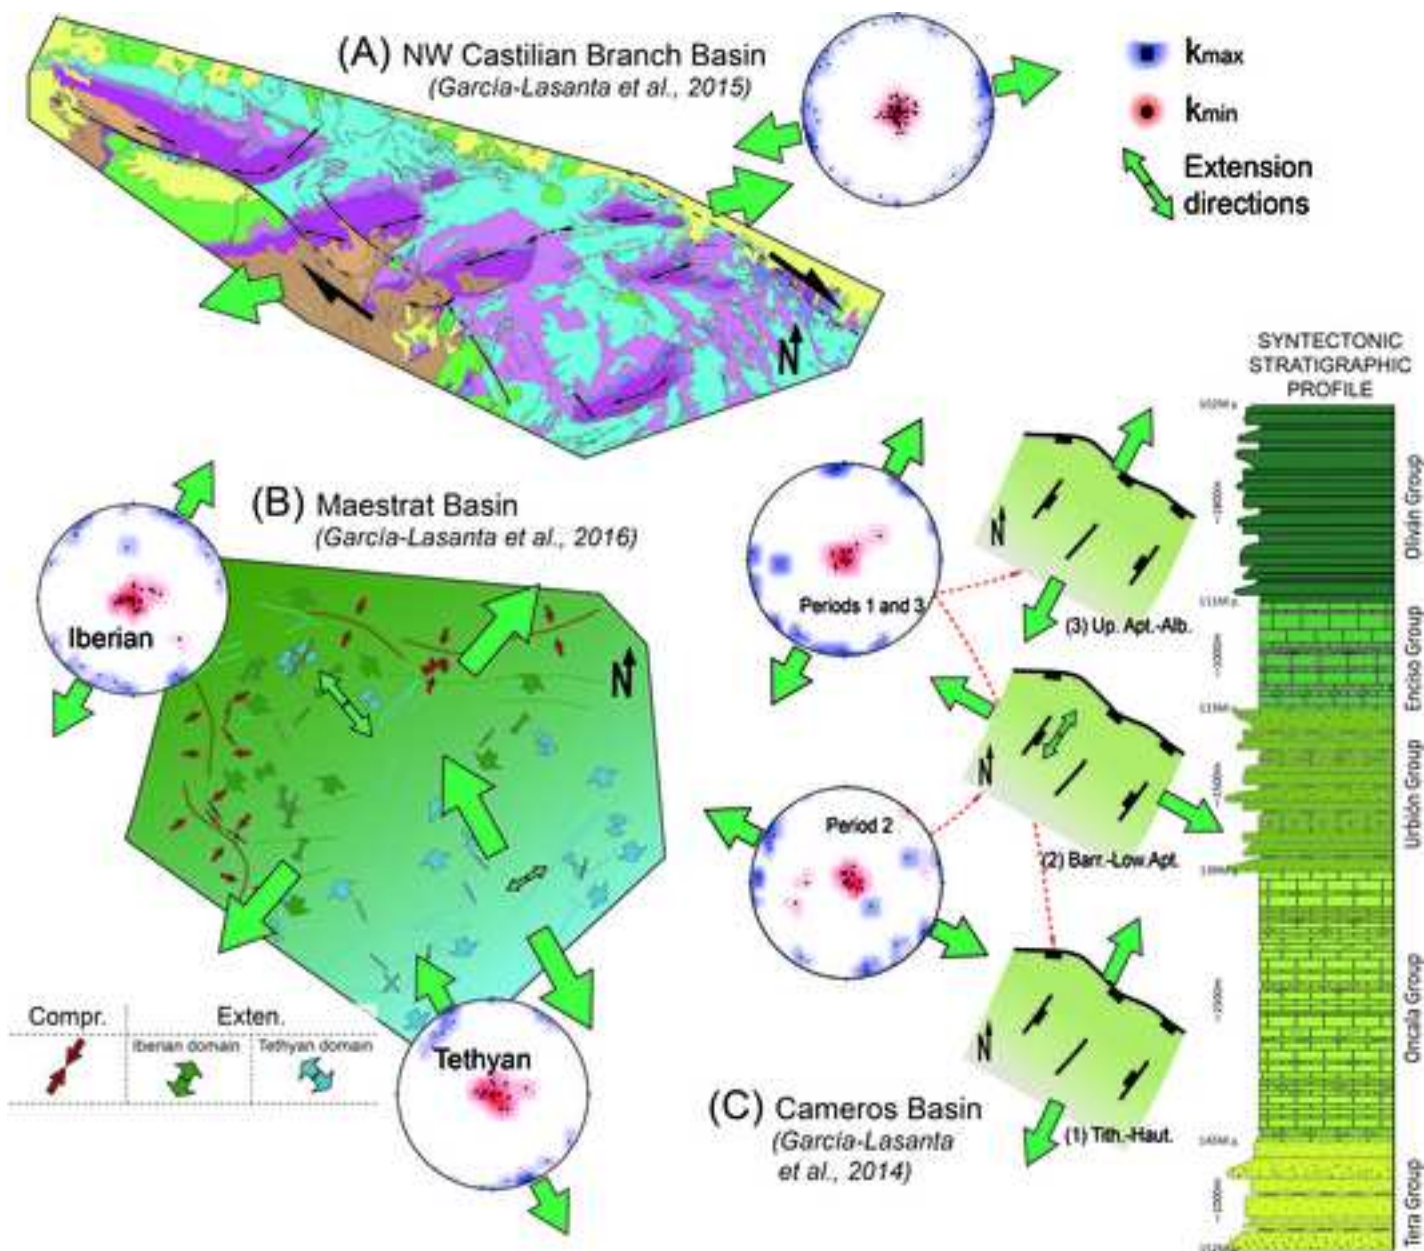 (A) NW Castilian Branch Basin
(García-Lasanta et al., 2015)
kmax
kmin
Extension
directions
N
SYNTECTONIC
STRATIGRAPHIC
PROFILE
(B) Maestrat Basin
(García-Lasanta et al., 2016)
Iberian
N
Tethyan
Compr.
Exten.
Iberian domain
Tethyan domain
Periods 1 and 3
N
(3) Up. Apt.-Alb.
Period 2
N
(2) Barr.-Low.Apt.
N
(1) Tith.-Haut.
(C) Cameros Basin
(García-Lasanta
et al., 2014)
Oliván Group
Enciso Group
Urbión Group
Oncala Group
Tera Group